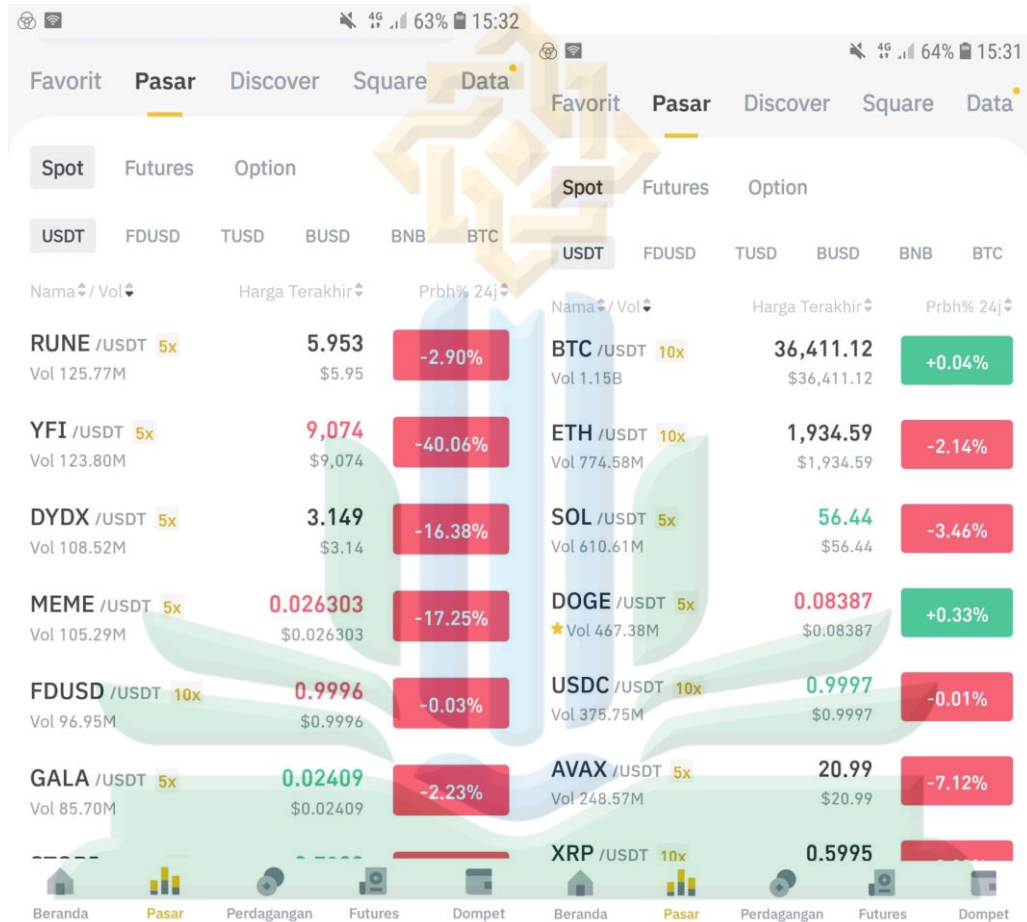 4G 63% 15:32
Favorit Pasar Discover Square Data
Spot Futures Option
USDT FDUSD TUSD BUSD BNB BTC
Nama / Vol Harga Terakhir Prbh% 24j
RUNE /USDT 5x 5.953 -2.90%
Vol 125.77M $5.95
YFI /USDT 5x 9,074 -40.06%
Vol 123.80M $9,074
DYDX /USDT 5x 3.149 -16.38%
Vol 108.52M $3.14
MEME /USDT 5x 0.026303 -17.25%
Vol 105.29M $0.026303
FDUSD /USDT 10x 0.9996 -0.03%
Vol 96.95M $0.9996
GALA /USDT 5x 0.02409 -2.23%
Vol 85.70M $0.02409
Beranda Pasar Perdagangan Futures Dompet
4G 64% 15:31
Favorit Pasar Discover Square Data
Spot Futures Option
USDT FDUSD TUSD BUSD BNB BTC
Nama / Vol Harga Terakhir Prbh% 24j
BTC /USDT 10x 36,411.12 +0.04%
Vol 1.15B $36,411.12
ETH /USDT 10x 1,934.59 -2.14%
Vol 774.58M $1,934.59
SOL /USDT 5x 56.44 -3.46%
Vol 610.61M $56.44
DOGE /USDT 5x 0.08387 +0.33%
Vol 467.38M $0.08387
USDC /USDT 10x 0.9997 -0.01%
Vol 375.75M $0.9997
AVAX /USDT 5x 20.99 -7.12%
Vol 248.57M $20.99
XRP /USDT 10x 0.5995
Beranda Pasar Perdagangan Futures Dompet